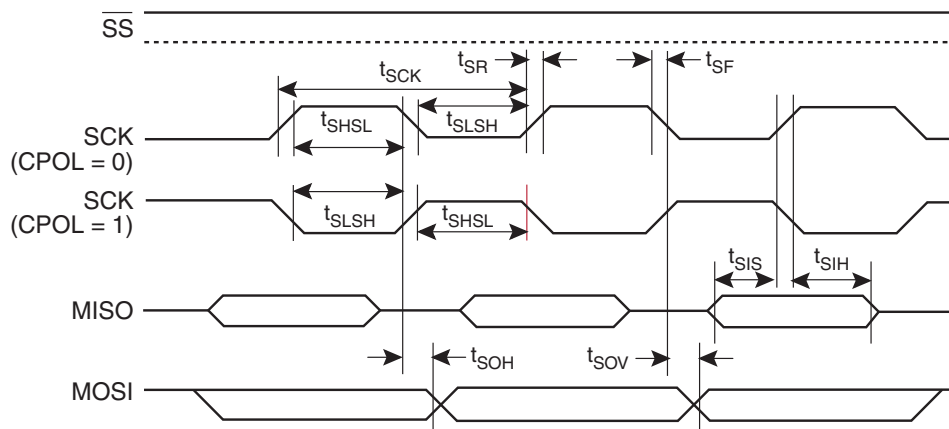 SS
tSCK
tSR
tSF
SCK
(CPOL = 0)
tSHSL
tSLSH
SCK
(CPOL = 1)
tSLSH
tSHSL
tSIS
tSIH
MISO
tSOH
tSOV
MOSI